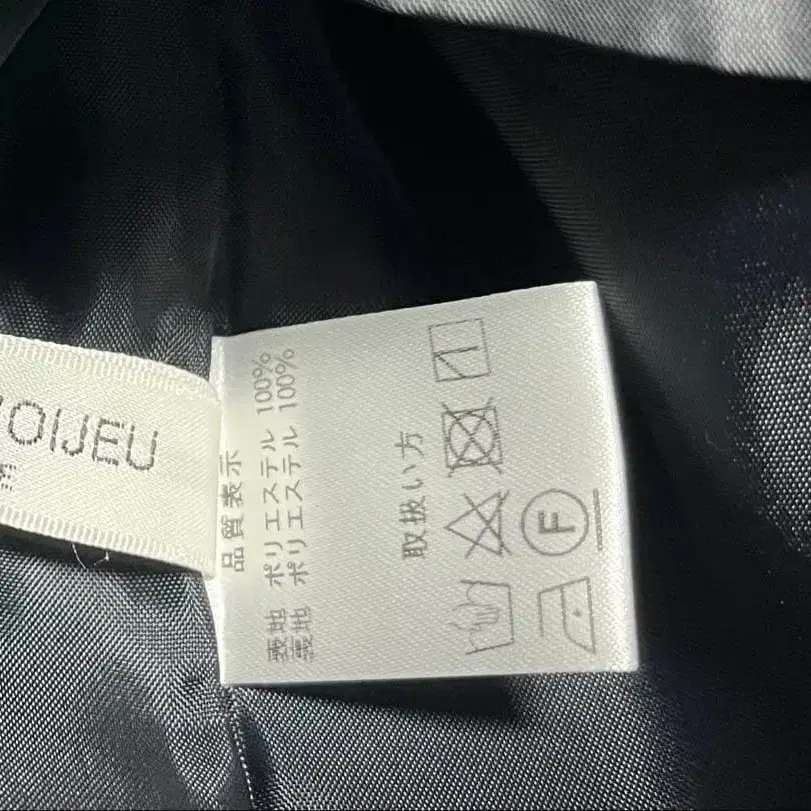 OIJEU
M
品質表示
表地 ポリエステル 100%
裏地 ポリエステル 100%
取扱い方
F